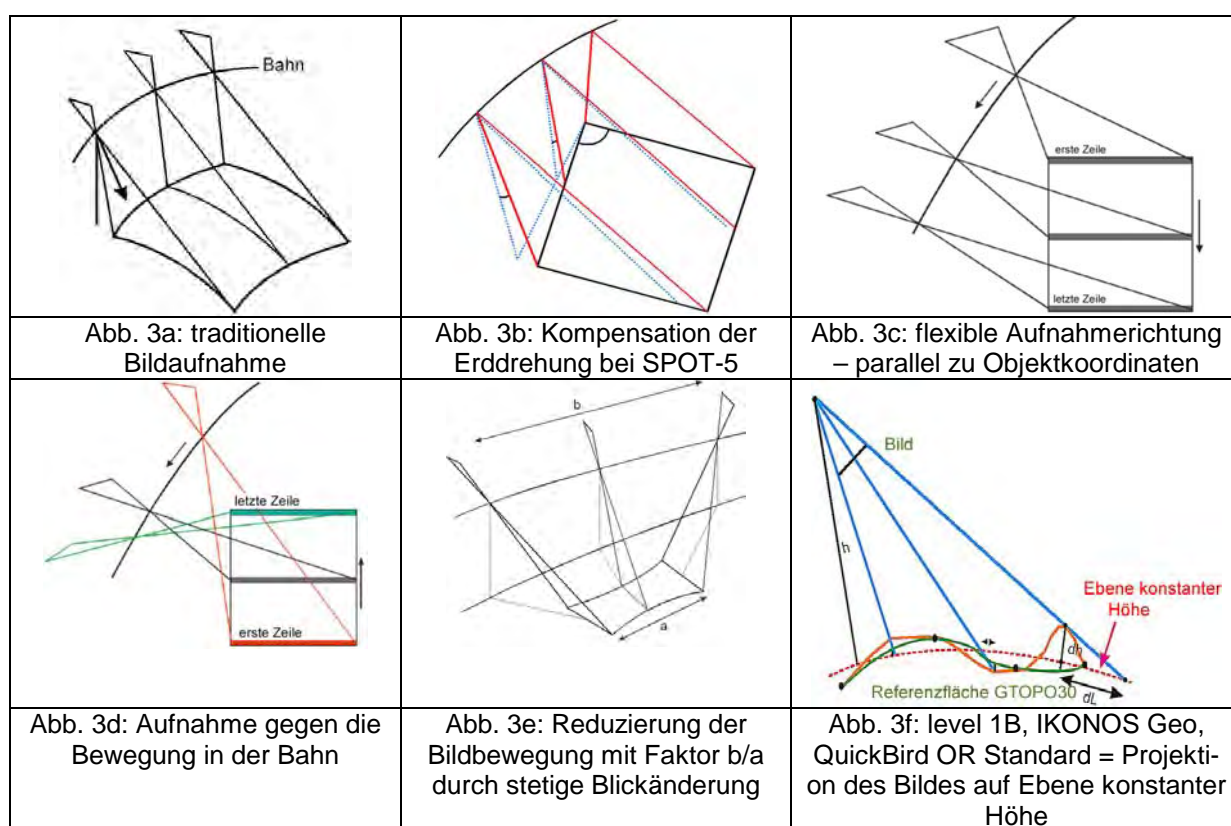 Bahn
Abb. 3a: traditionelle
Bildaufnahme
Abb. 3b: Kompensation der
Erddrehung bei SPOT-5
erste Zeile
letzte Zeile
Abb. 3c: flexible Aufnahmerichtung
– parallel zu Objektkoordinaten
letzte Zeile
erste Zeile
Abb. 3d: Aufnahme gegen die
Bewegung in der Bahn
b
a
Abb. 3e: Reduzierung der
Bildbewegung mit Faktor b/a
durch stetige Blickänderung
Bild
h
Ebene konstanter
Höhe
dh
Referenzfläche GTOPO30
dL
Abb. 3f: level 1B, IKONOS Geo,
QuickBird OR Standard = Projekti-
on des Bildes auf Ebene konstanter
Höhe